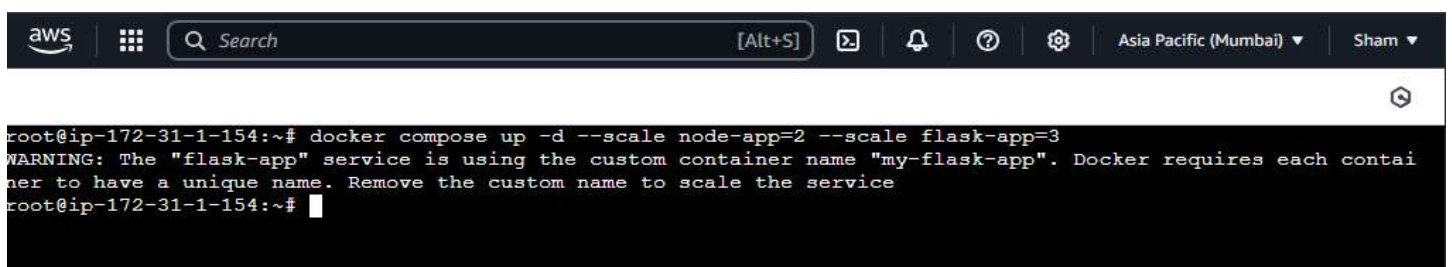 aws
Search [Alt+S] Asia Pacific (Mumbai) ▼ Sham ▼
root@ip-172-31-1-154:~# docker compose up -d --scale node-app=2 --scale flask-app=3
WARNING: The "flask-app" service is using the custom container name "my-flask-app". Docker requires each contai
ner to have a unique name. Remove the custom name to scale the service
root@ip-172-31-1-154:~#